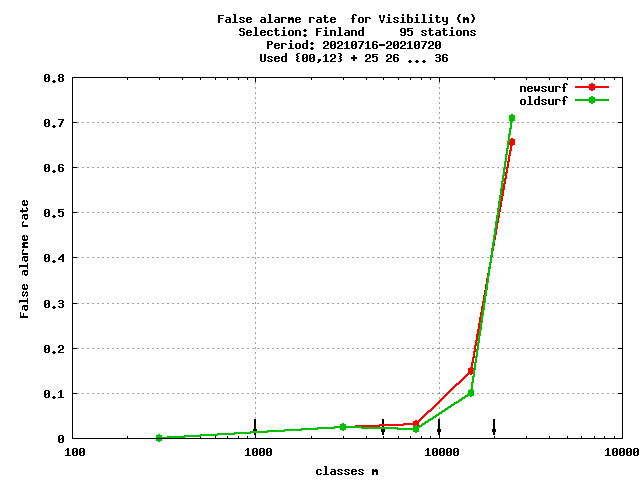 False alarme rate  for Visibility (m)
Selection: Finland     95 stations
Period: 20210716-20210720
Used {00,12} + 25 26 ... 36
newsurf
oldsurf
0.8
0.7
0.6
0.5
0.4
0.3
0.2
0.1
0
False alarme rate
100
1000
10000
10000
classes m